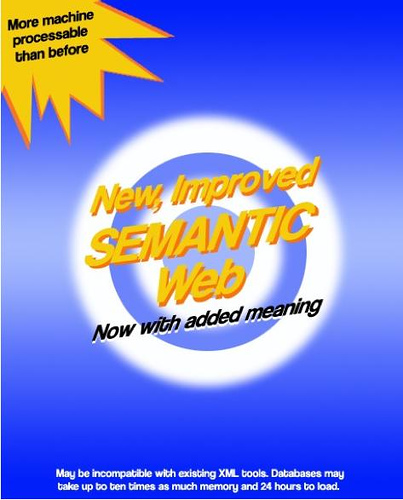 More machine
processable
than before
New, Improved
SEMANTIC
Web
Now with added meaning
May be incompatible with existing XML tools. Databases may
take up to ten times as much memory and 24 hours to load.